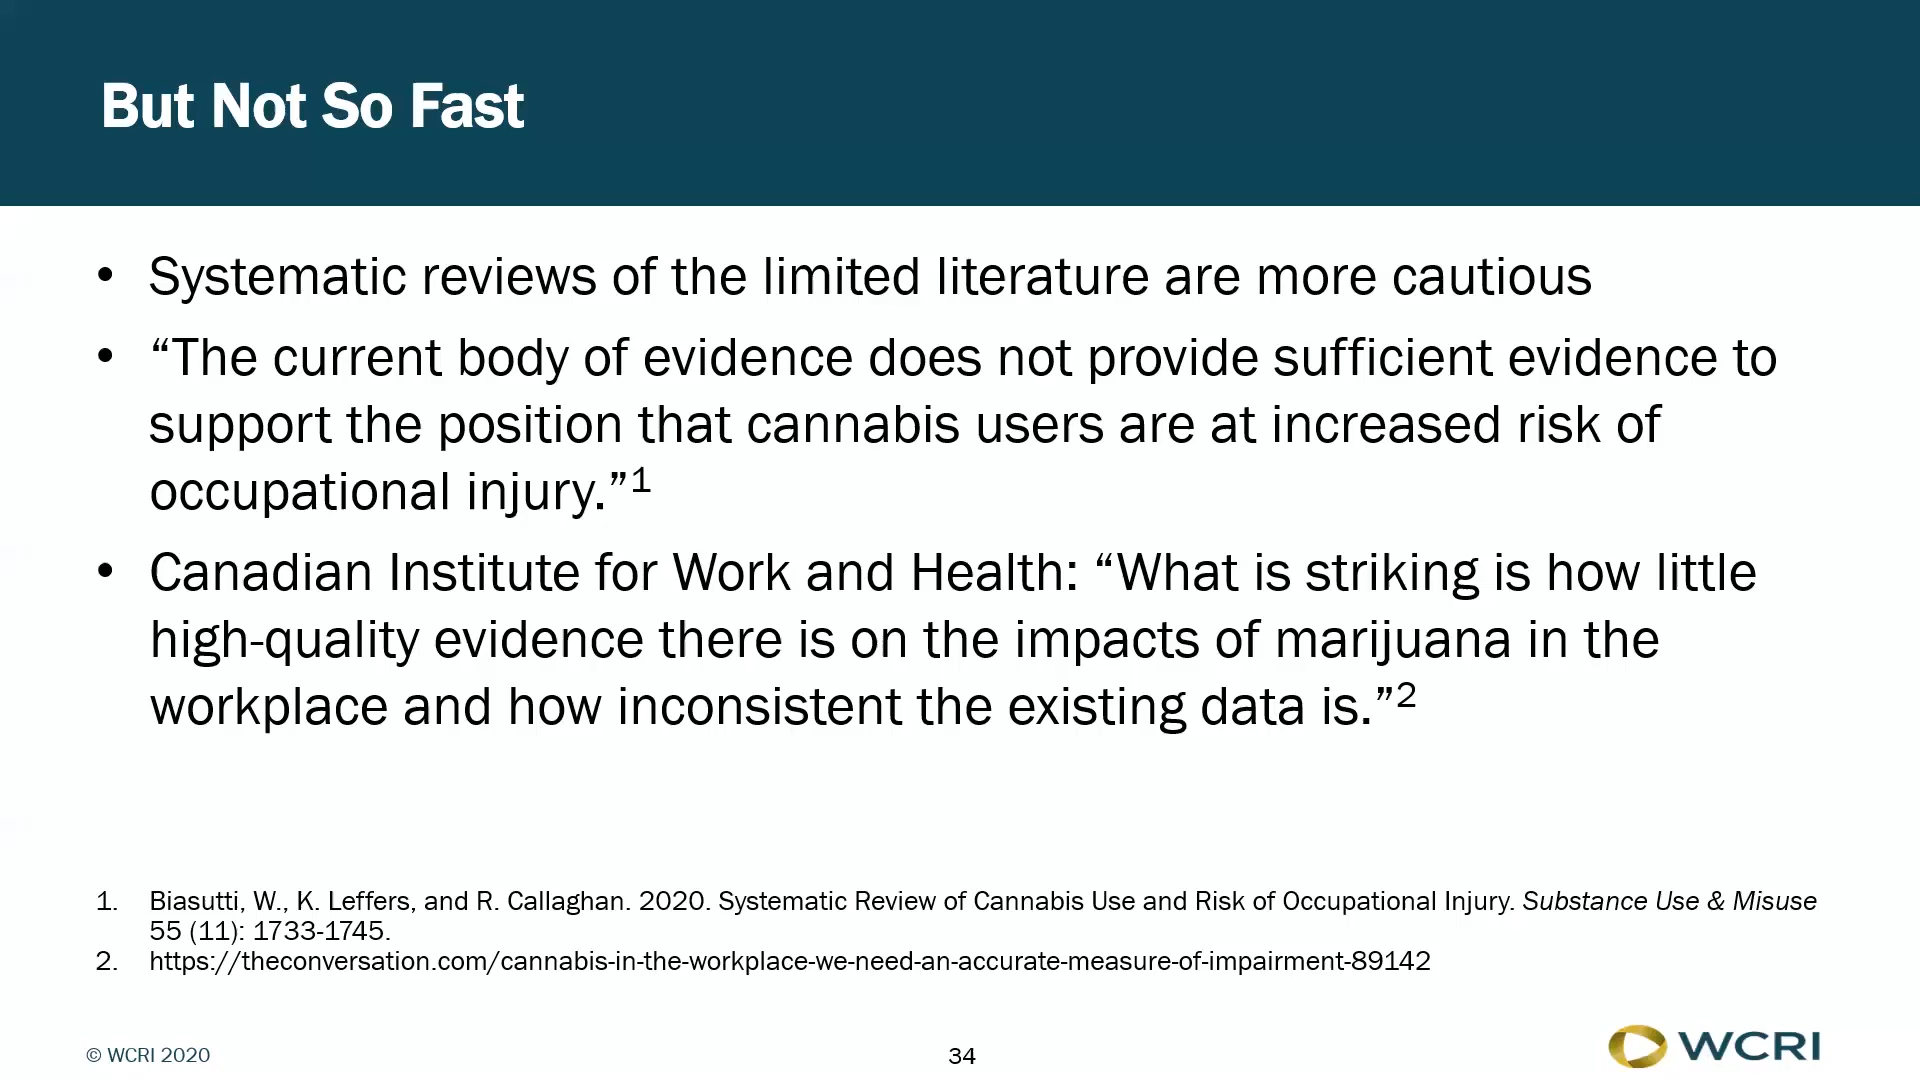 But Not So Fast
• Systematic reviews of the limited literature are more cautious
• “The current body of evidence does not provide sufficient evidence to
support the position that cannabis users are at increased risk of
occupational injury.”1
• Canadian Institute for Work and Health: “What is striking is how little
high-quality evidence there is on the impacts of marijuana in the
workplace and how inconsistent the existing data is.”2
1. Biasutti, W., K. Leffers, and R. Callaghan. 2020. Systematic Review of Cannabis Use and Risk of Occupational Injury. Substance Use & Misuse
55 (11): 1733-1745.
2. https://theconversation.com/cannabis-in-the-workplace-we-need-an-accurate-measure-of-impairment-89142
© WCRI 2020
34
WCRI